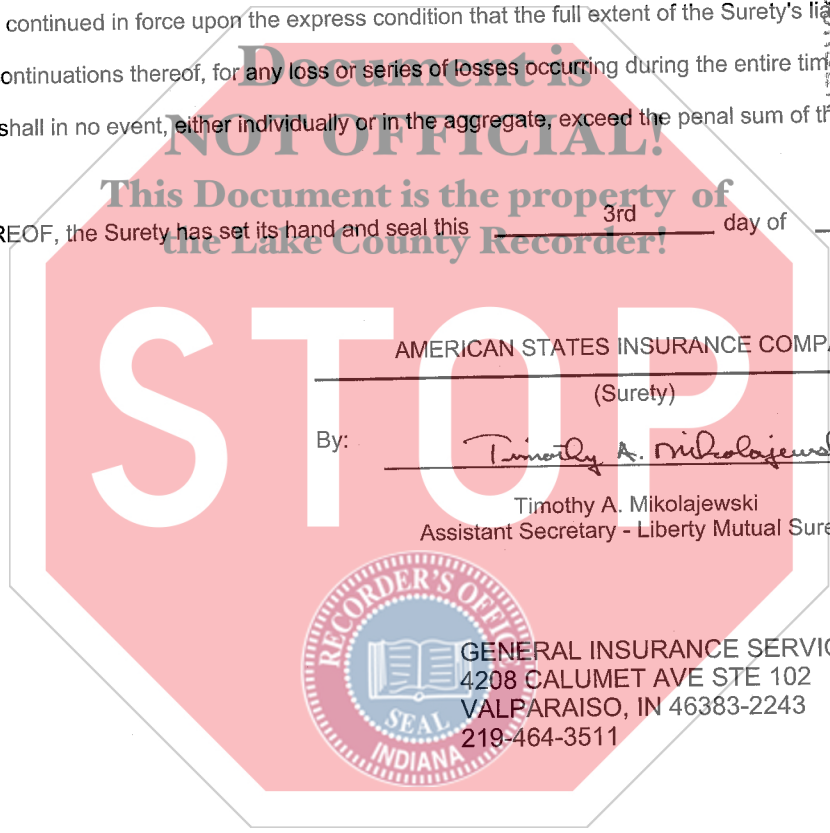 continued in force upon the express condition that the full extent of the Surety's
Document is
ontinuations thereof, for any loss or series of losses occurring during the entire tim
NOT OFFICIAL!
shall in no event, either individually or in the aggregate, exceed the penal sum of th
This Document is the property of
the Lake County Recorder!
REOF, the Surety has set its hand and seal this 3rd day of
STOP
AMERICAN STATES INSURANCE COMPA
(Surety)
By: Timothy A. Mikolajews
Timothy A. Mikolajewski
Assistant Secretary - Liberty Mutual Sure
RECORDER'S OFFICE
SEAL
INDIANA
GENERAL INSURANCE SERVIC
4208 CALUMET AVE STE 102
VALPARAISO, IN 46383-2243
219-464-3511